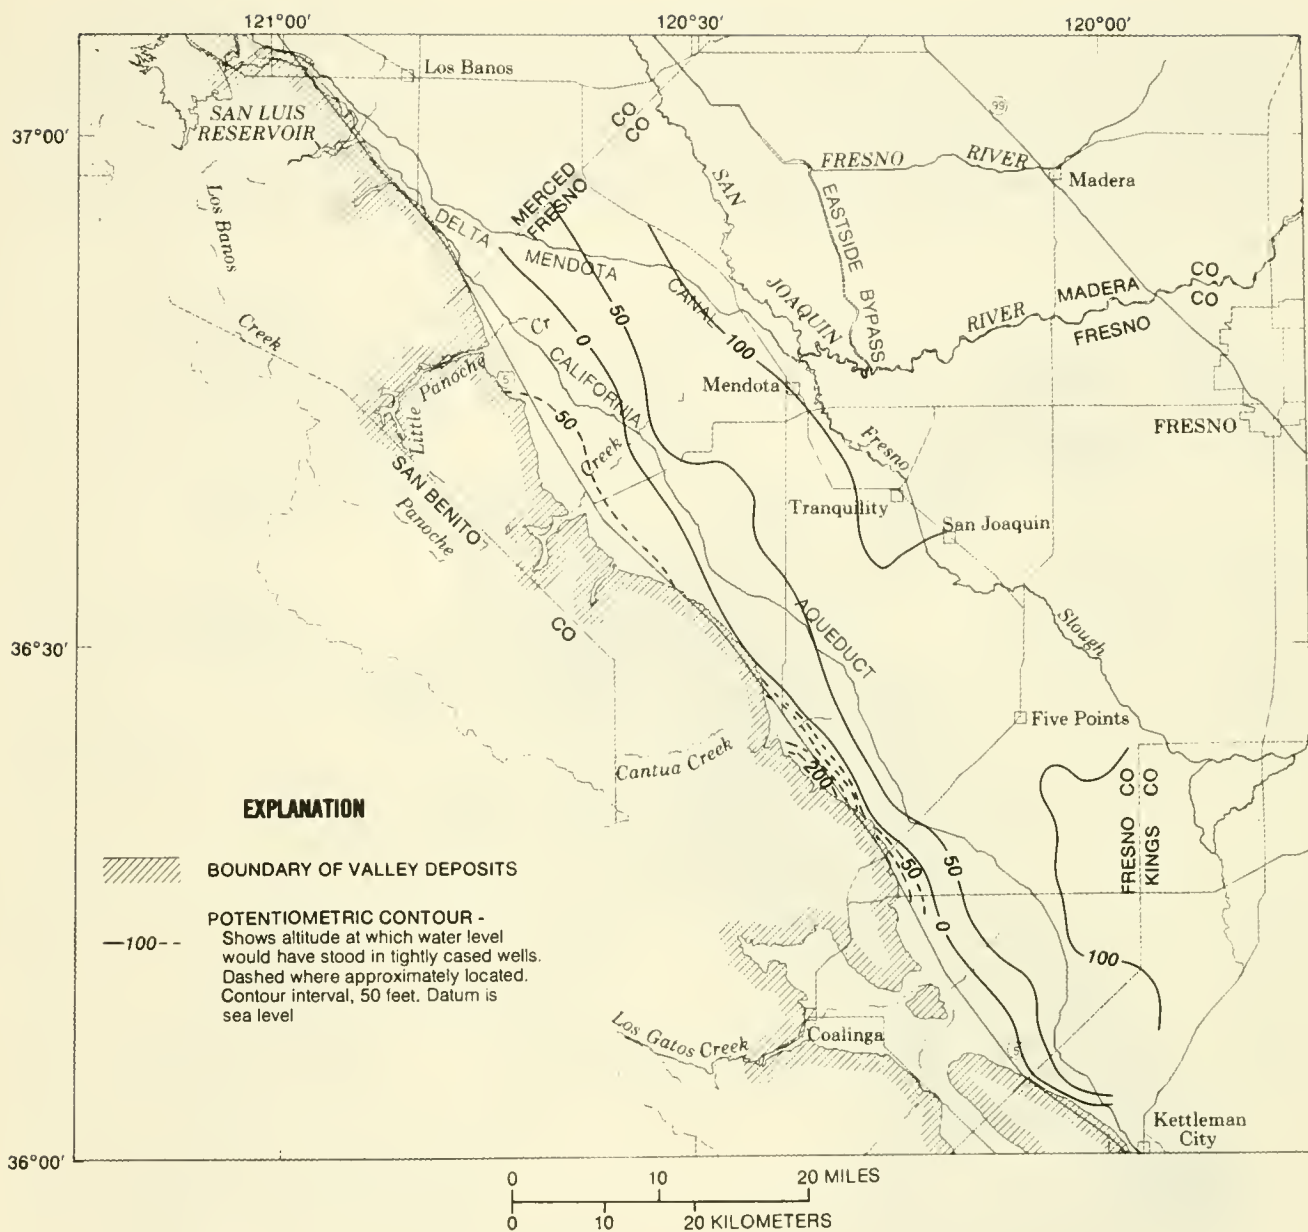 121°00'
120°30'
120°00'
Los Banos
37°00'
SAN LUIS
RESERVOIR
99
CO
CO
FRESNO RIVER
Madera
MERCED
FRESNO
SAN
JOAQUIN
EASTSIDE
BYPASS
Los Banos
Creek
DELTA
MENDOTA
CANAL
RIVER
MADERA CO
FRESNO CO
50
0
100
Cr
CALIFORNIA
Little Panoche
5
50
Mendota
FRESNO
Creek
Fresno
SAN BENITO
CO
Panoche
Tranquility
San Joaquin
36°30'
AQUEDUCT
Slough
Five Points
Cantua Creek
200
FRESNO CO
KINGS CO
50
50
0
100
EXPLANATION
BOUNDARY OF VALLEY DEPOSITS
—100-- POTENTIOMETRIC CONTOUR -
Shows altitude at which water level
would have stood in tightly cased wells.
Dashed where approximately located.
Contour interval, 50 feet. Datum is
sea level
Los Gatos Creek
Coalinga
5
Kettleman
City
36°00'
0 10 20 MILES
0 10 20 KILOMETERS